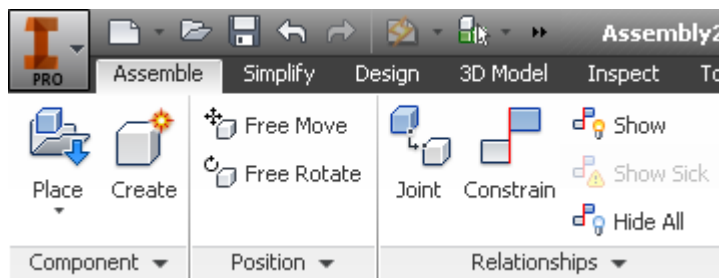 Assembly2
PRO
Assemble Simplify Design 3D Model Inspect To
Place
Create
Free Move
Free Rotate
Joint
Constrain
Show
Show Sick
Hide All
Component Position Relationships